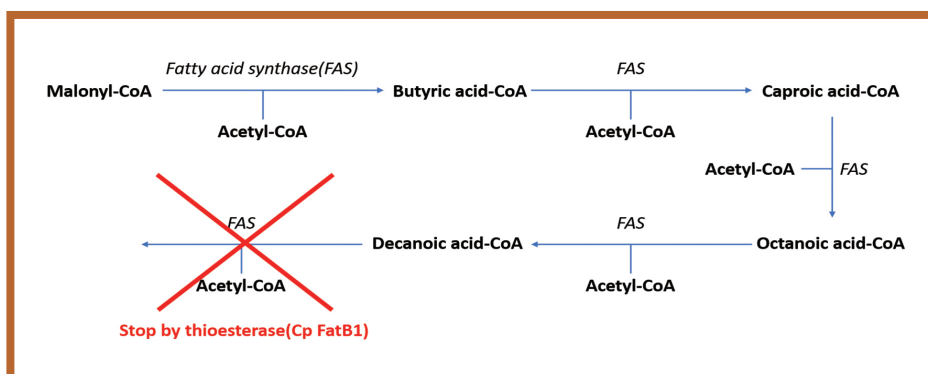 Fatty acid synthase(FAS)
FAS
Malonyl-CoA
Butyric acid-CoA
Caproic acid-CoA
Acetyl-CoA
Acetyl-CoA
Acetyl-CoA
FAS
FAS
FAS
Decanoic acid-CoA
Octanoic acid-CoA
Acetyl-CoA
Acetyl-CoA
Stop by thioesterase(Cp FatB1)